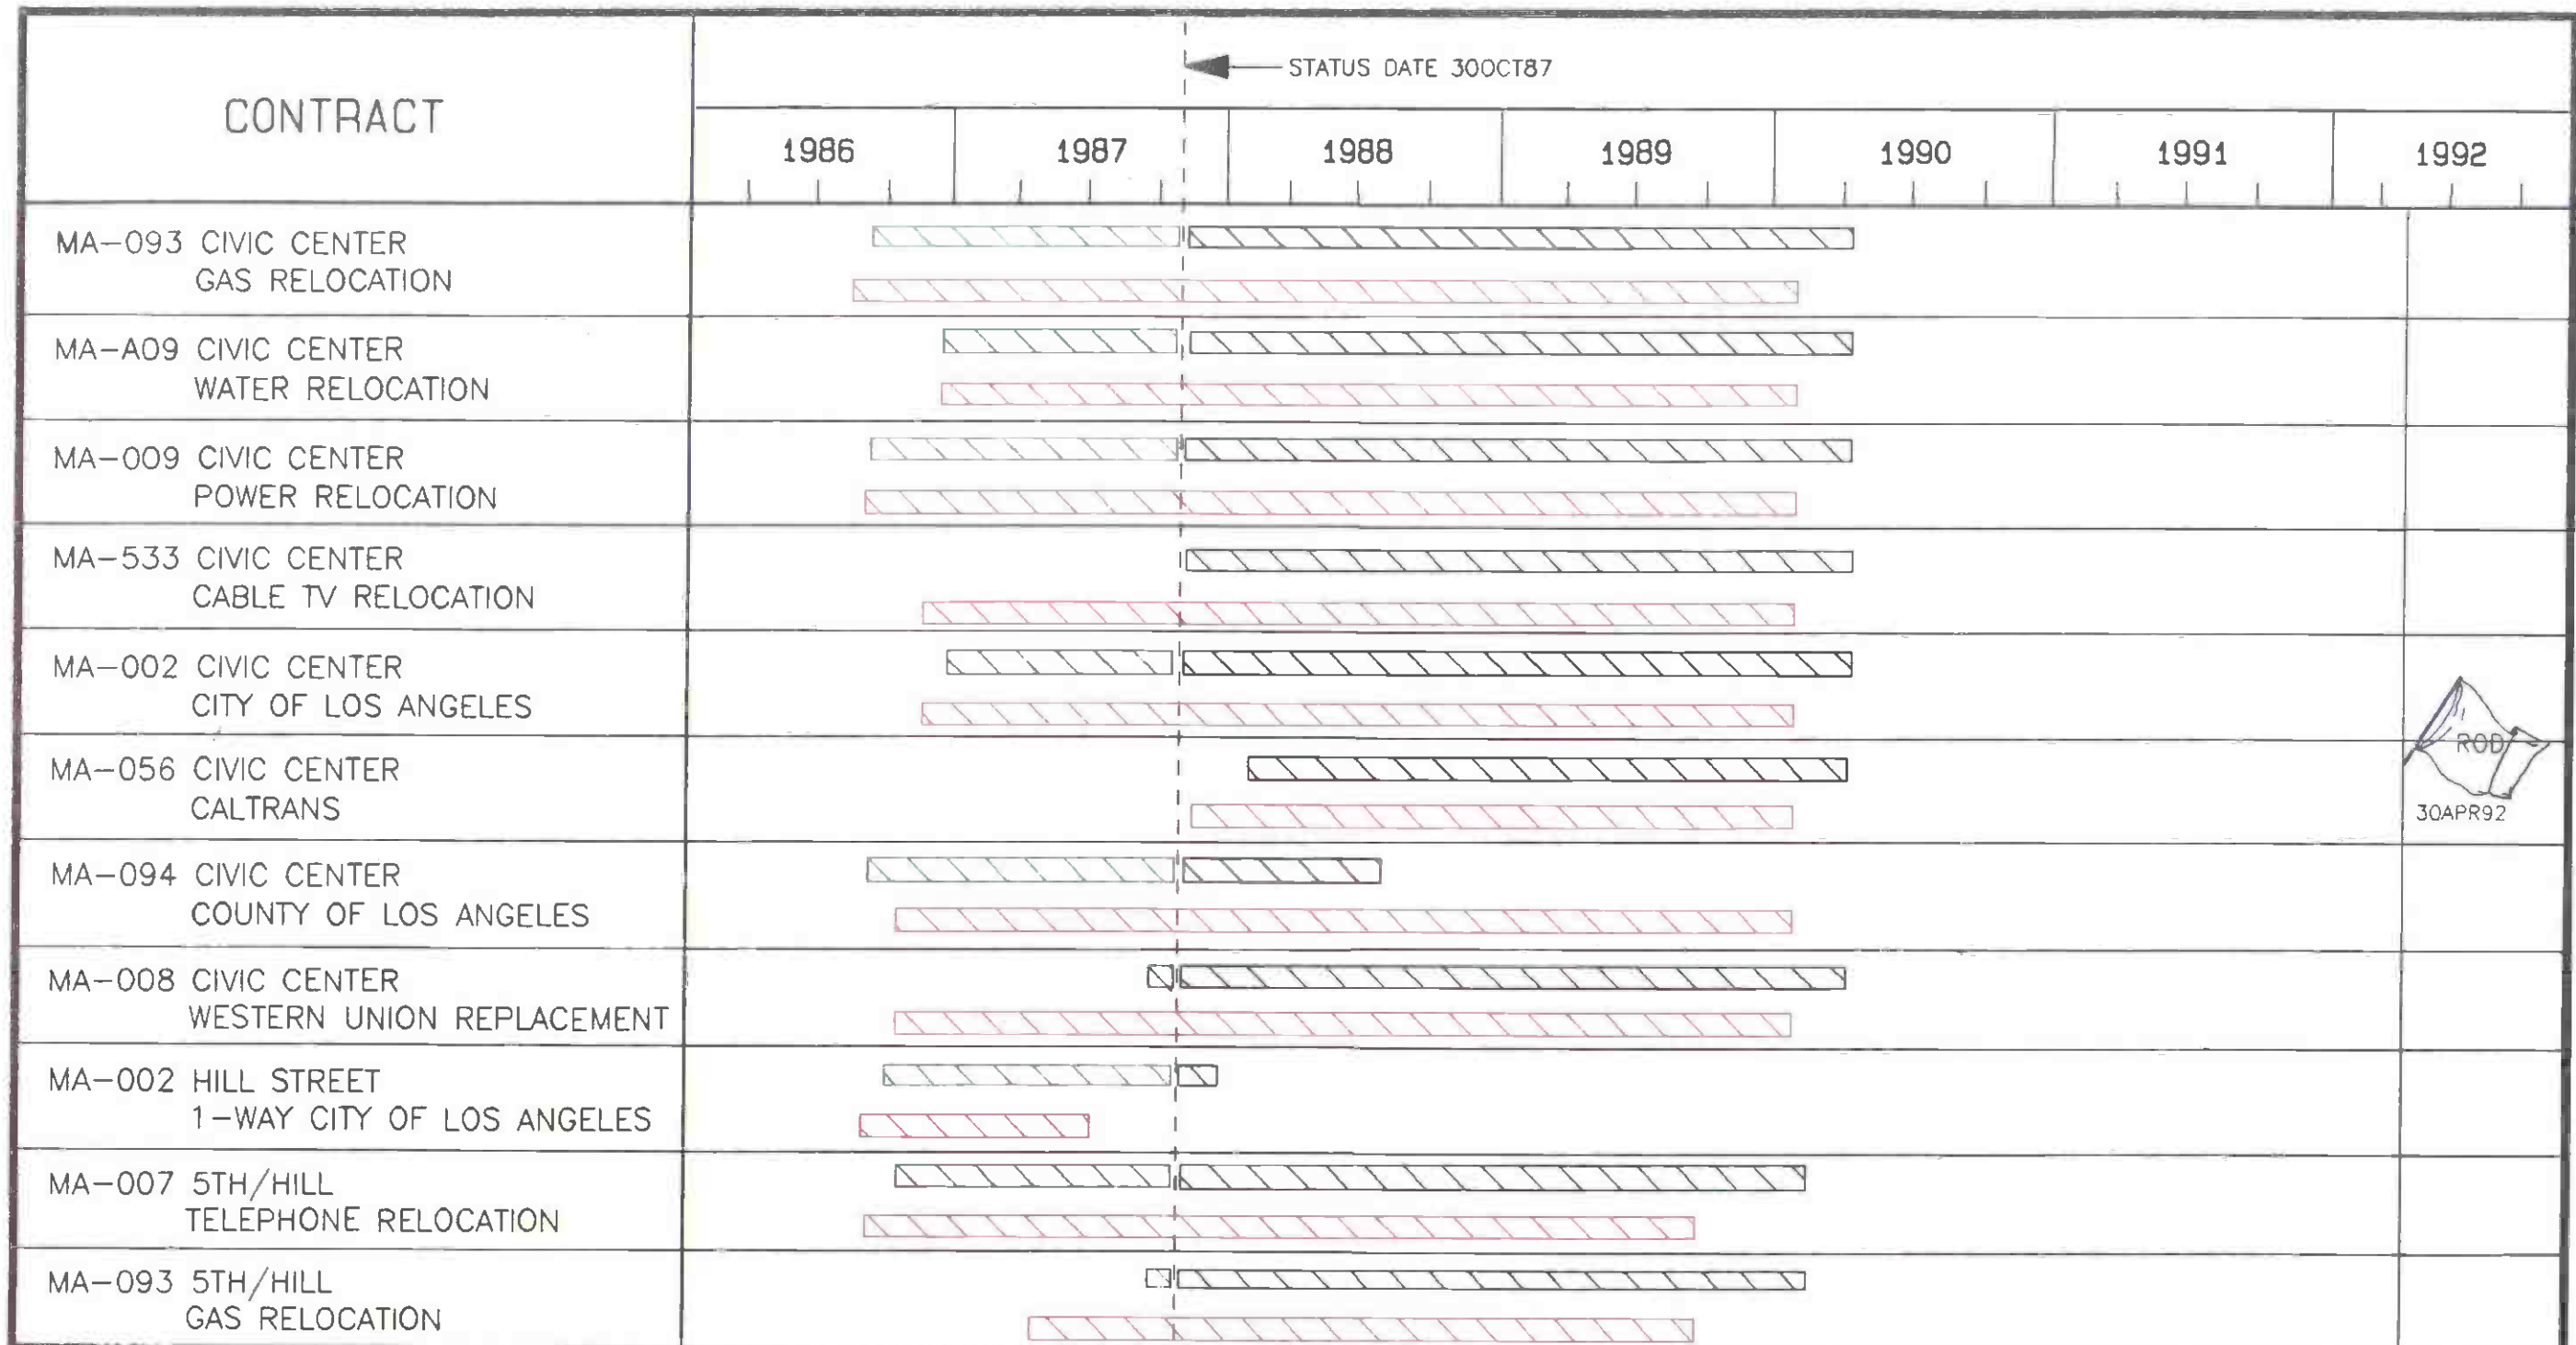 STATUS DATE 30OCT87
CONTRACT
1986 1987 1988 1989 1990 1991 1992
MA-093 CIVIC CENTER
GAS RELOCATION
MA-A09 CIVIC CENTER
WATER RELOCATION
MA-009 CIVIC CENTER
POWER RELOCATION
MA-533 CIVIC CENTER
CABLE TV RELOCATION
MA-002 CIVIC CENTER
CITY OF LOS ANGELES
ROD
MA-056 CIVIC CENTER
CALTRANS
30APR92
MA-094 CIVIC CENTER
COUNTY OF LOS ANGELES
MA-008 CIVIC CENTER
WESTERN UNION REPLACEMENT
MA-002 HILL STREET
1-WAY CITY OF LOS ANGELES
MA-007 5TH/HILL
TELEPHONE RELOCATION
MA-093 5TH/HILL
GAS RELOCATION